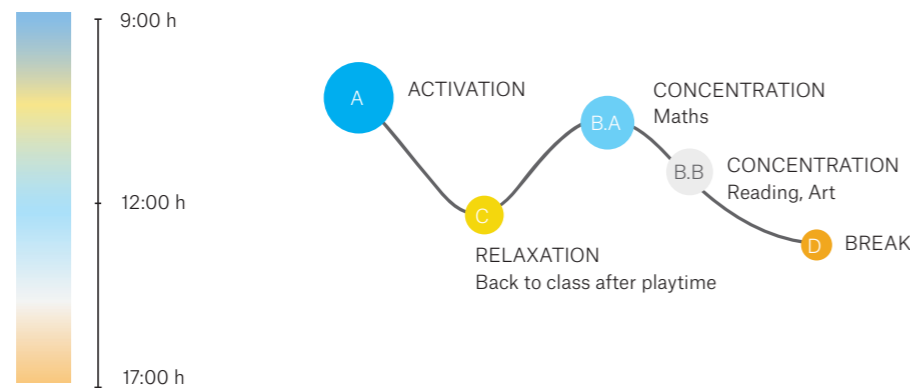 9:00 h
12:00 h
17:00 h
A
ACTIVATION
C
RELAXATION
Back to class after playtime
B.A
CONCENTRATION
Maths
B.B
CONCENTRATION
Reading, Art
D
BREAK